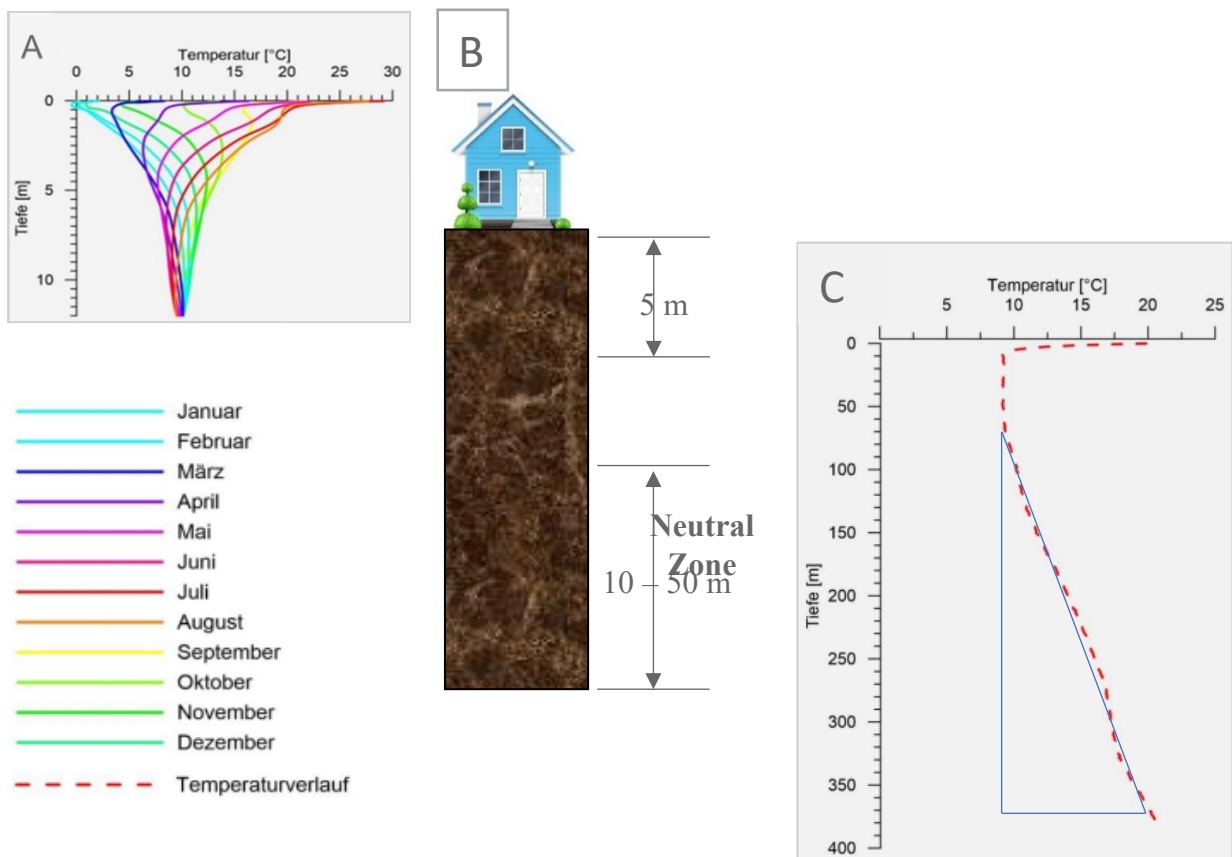 A
Temperatur [°C]
0 5 10 15 20 25 30
0
5
10
Tiefe [m]
Januar
Februar
März
April
Mai
Juni
Juli
August
September
Oktober
November
Dezember
Temperaturverlauf
B
5 m
Neutral
Zone
10 – 50 m
C
Temperatur [°C]
5 10 15 20 25
0
50
100
150
200
250
300
350
400
Tiefe [m]